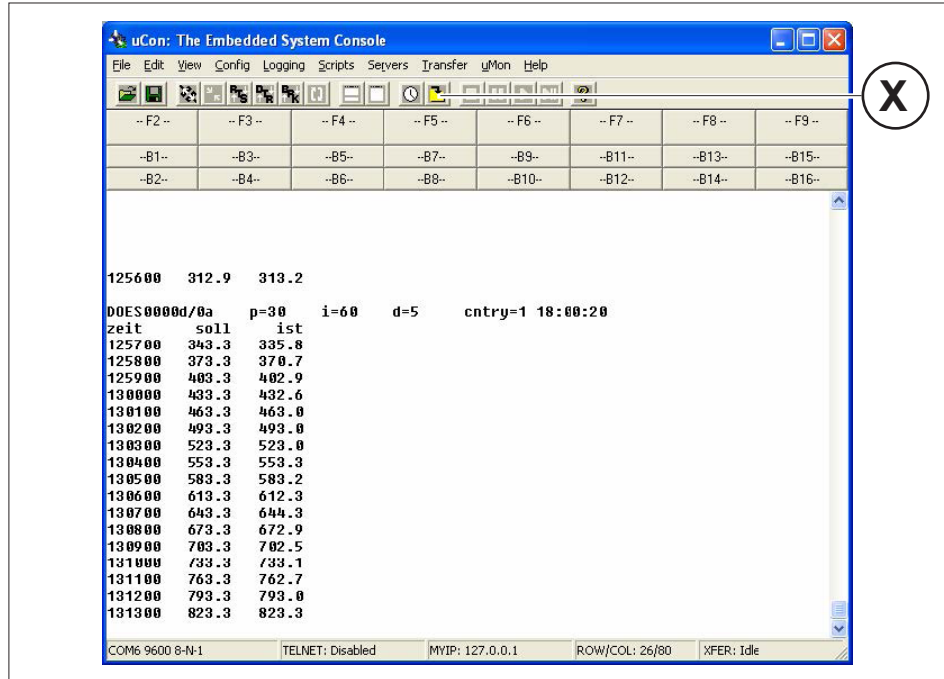 uCon: The Embedded System Console
File Edit View Config Logging Scripts Servers Transfer uMon Help
RTS DTR BRK
X
-- F2 -- -- F3 -- -- F4 -- -- F5 -- -- F6 -- -- F7 -- -- F8 -- -- F9 --
--B1-- --B3-- --B5-- --B7-- --B9-- --B11-- --B13-- --B15--
--B2-- --B4-- --B6-- --B8-- --B10-- --B12-- --B14-- --B16--
125600 312.9 313.2
DOES0000d/0a p=30 i=60 d=5 cntry=1 18:00:20
zeit soll ist
125700 343.3 335.8
125800 373.3 370.7
125900 403.3 402.9
130000 433.3 432.6
130100 463.3 463.0
130200 493.3 493.0
130300 523.3 523.0
130400 553.3 553.3
130500 583.3 583.2
130600 613.3 612.3
130700 643.3 644.3
130800 673.3 672.9
130900 703.3 702.5
131000 733.3 733.1
131100 763.3 762.7
131200 793.3 793.0
131300 823.3 823.3
COM6 9600 8-N-1 TELNET: Disabled MYIP: 127.0.0.1 ROW/COL: 26/80 XFER: Idle